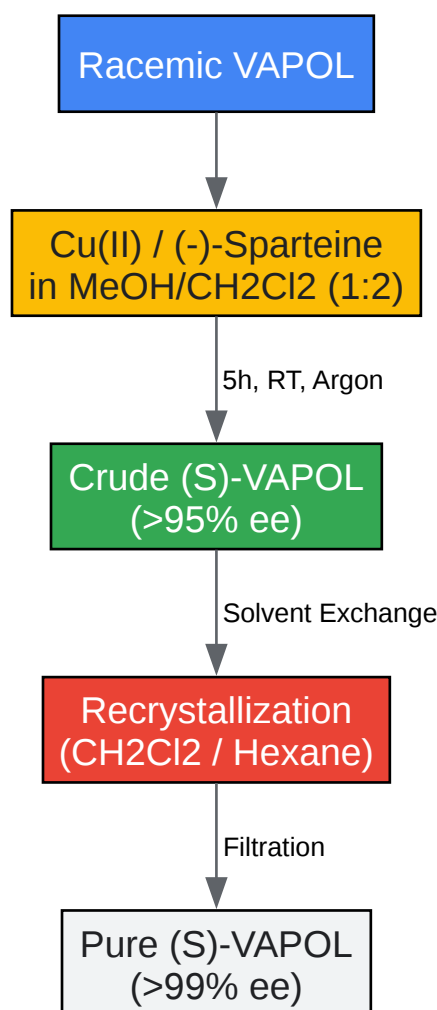 Racemic VAPOL
Cu(II) / (-)-Sparteine
in MeOH/CH2Cl2 (1:2)
5h, RT, Argon
Crude (S)-VAPOL
(>95% ee)
Solvent Exchange
Recrystallization
(CH2Cl2 / Hexane)
Filtration
Pure (S)-VAPOL
(>99% ee)